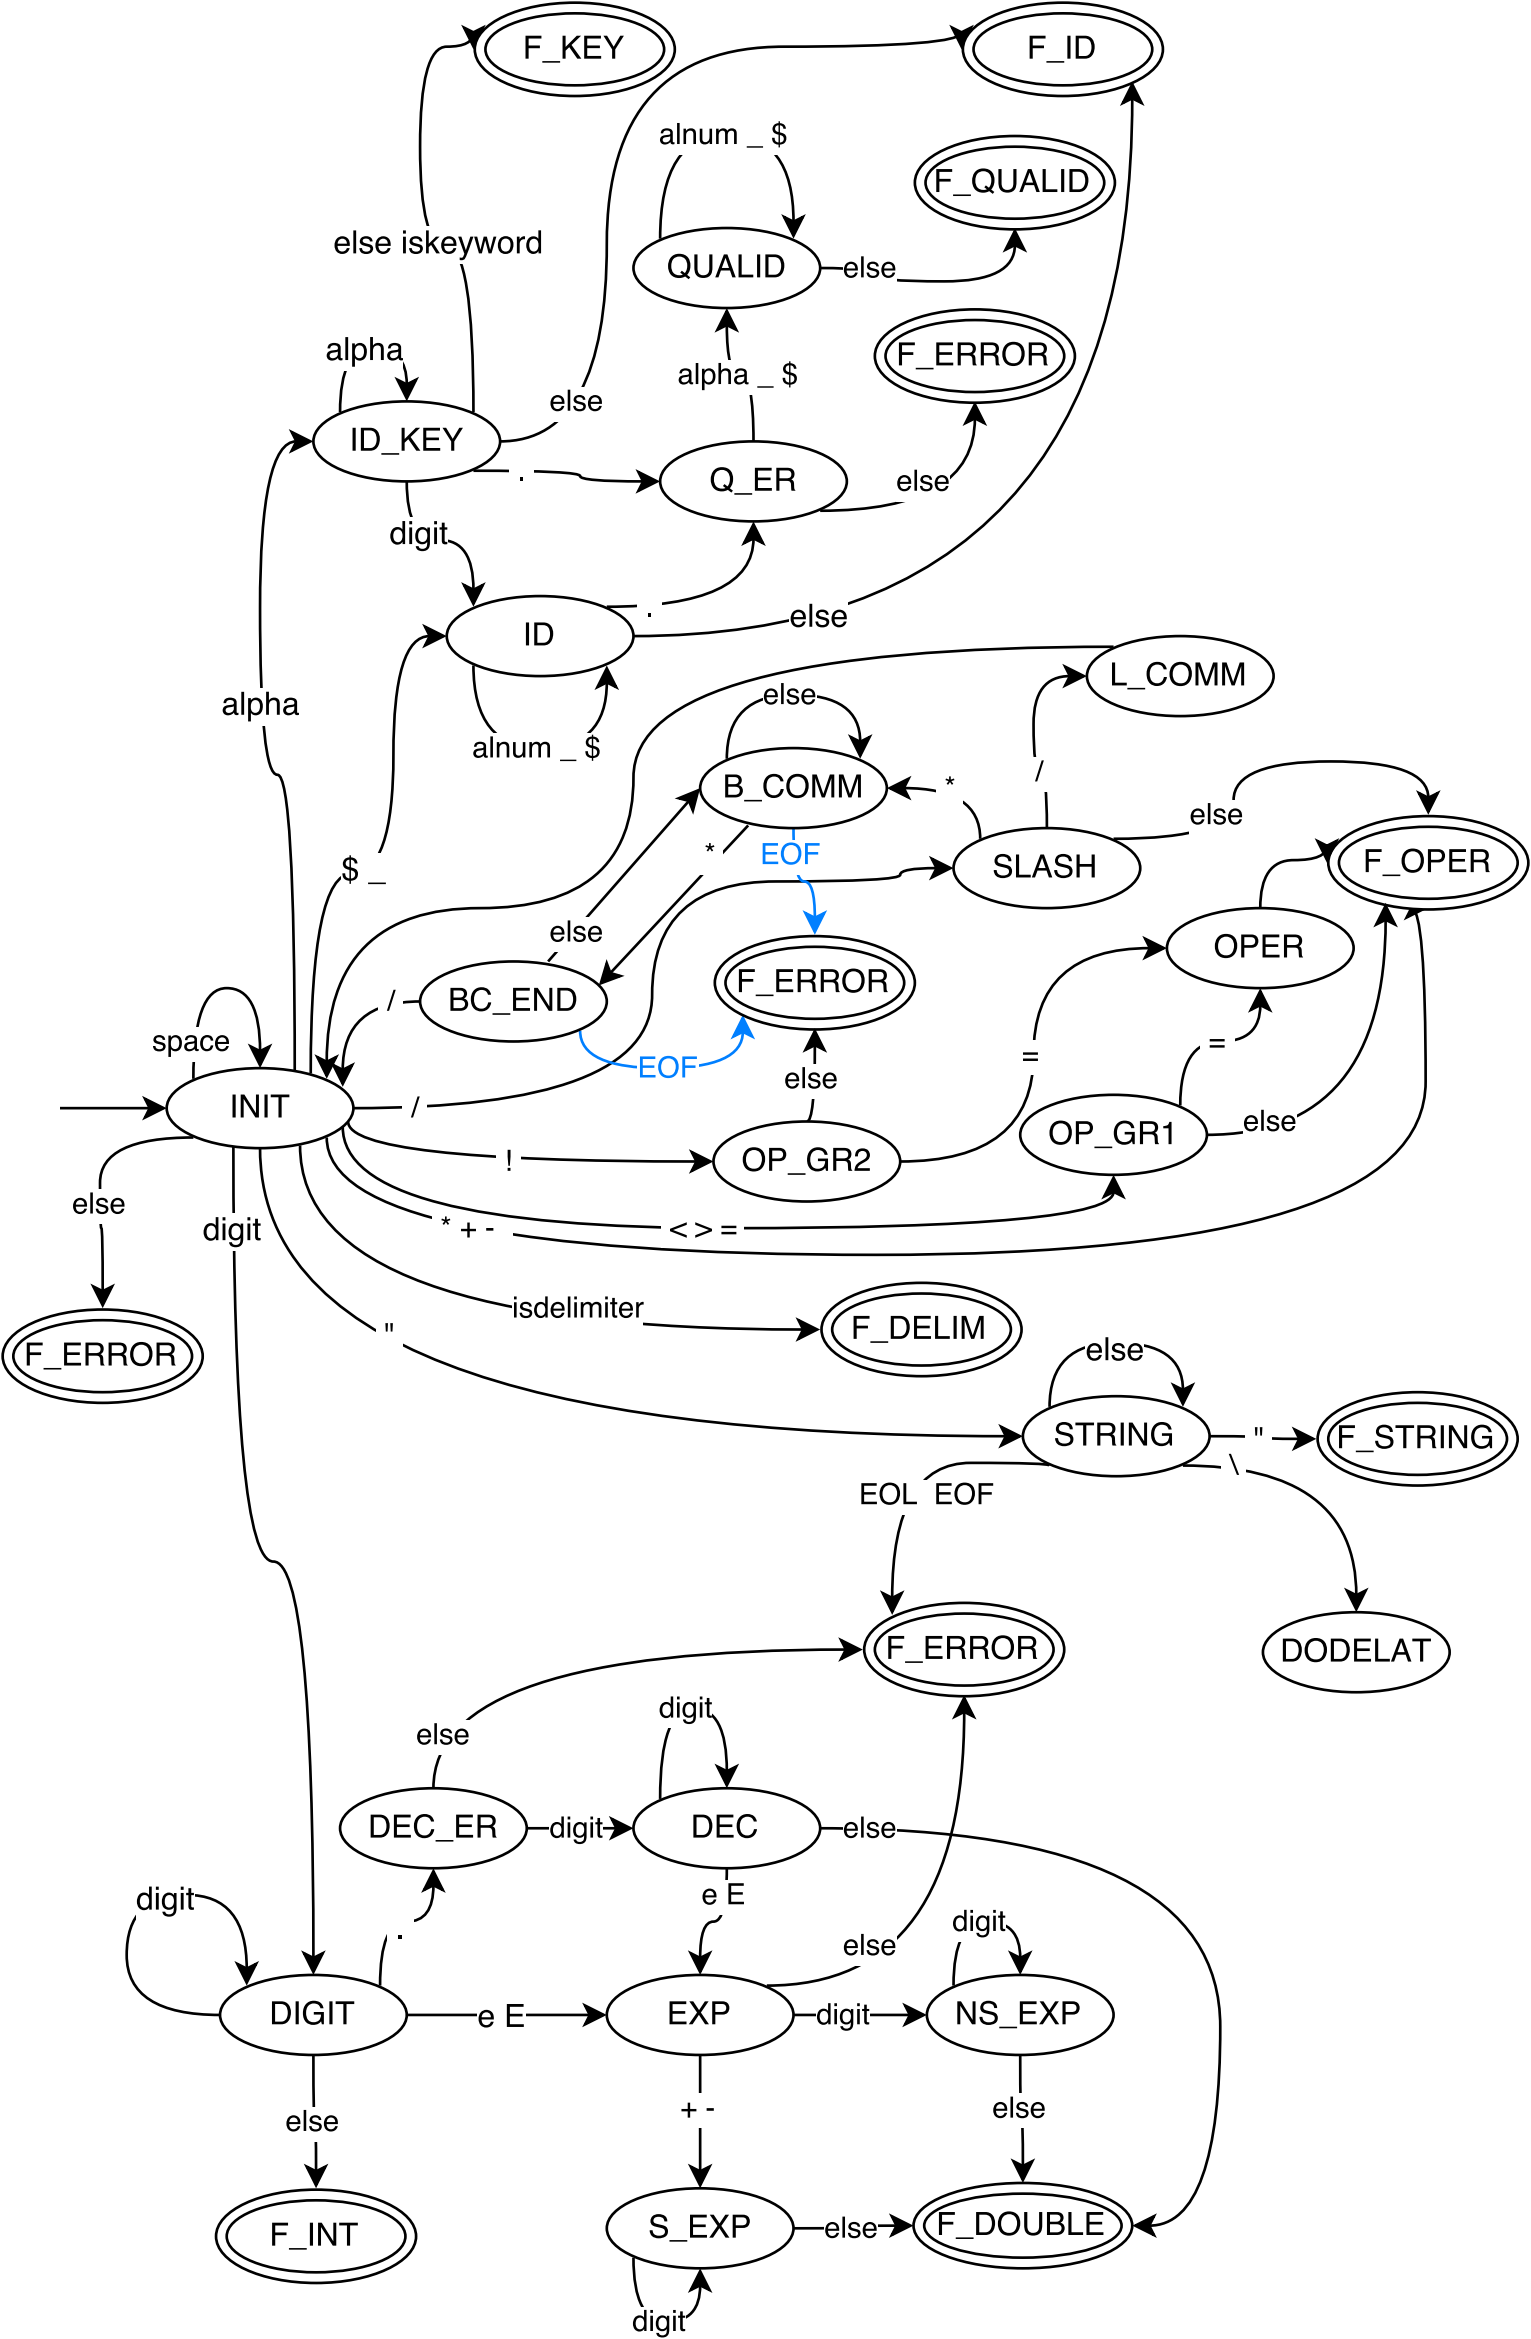 F_KEY
F_ID
alnum _ $
F_QUALID
else iskeyword
QUALID
else
alpha
F_ERROR
alpha _ $
else
ID_KEY
.
Q_ER
else
digit
.
ID
else
alpha
alnum _ $
L_COMM
else
B_COMM
*
/
else
$ _
*
EOF
SLASH
F_OPER
else
OPER
BC_END
/
F_ERROR
space
EOF
else
=
=
INIT
/
!
OP_GR2
OP_GR1
else
else
digit
* + -
< > =
isdelimiter
F_DELIM
"
F_ERROR
else
STRING
"
F_STRING
\
EOL EOF
F_ERROR
DODELAT
else
digit
DEC_ER
digit
DEC
else
digit
.
e E
else
digit
DIGIT
e E
EXP
digit
NS_EXP
else
+ -
else
F_INT
S_EXP
else
F_DOUBLE
digit